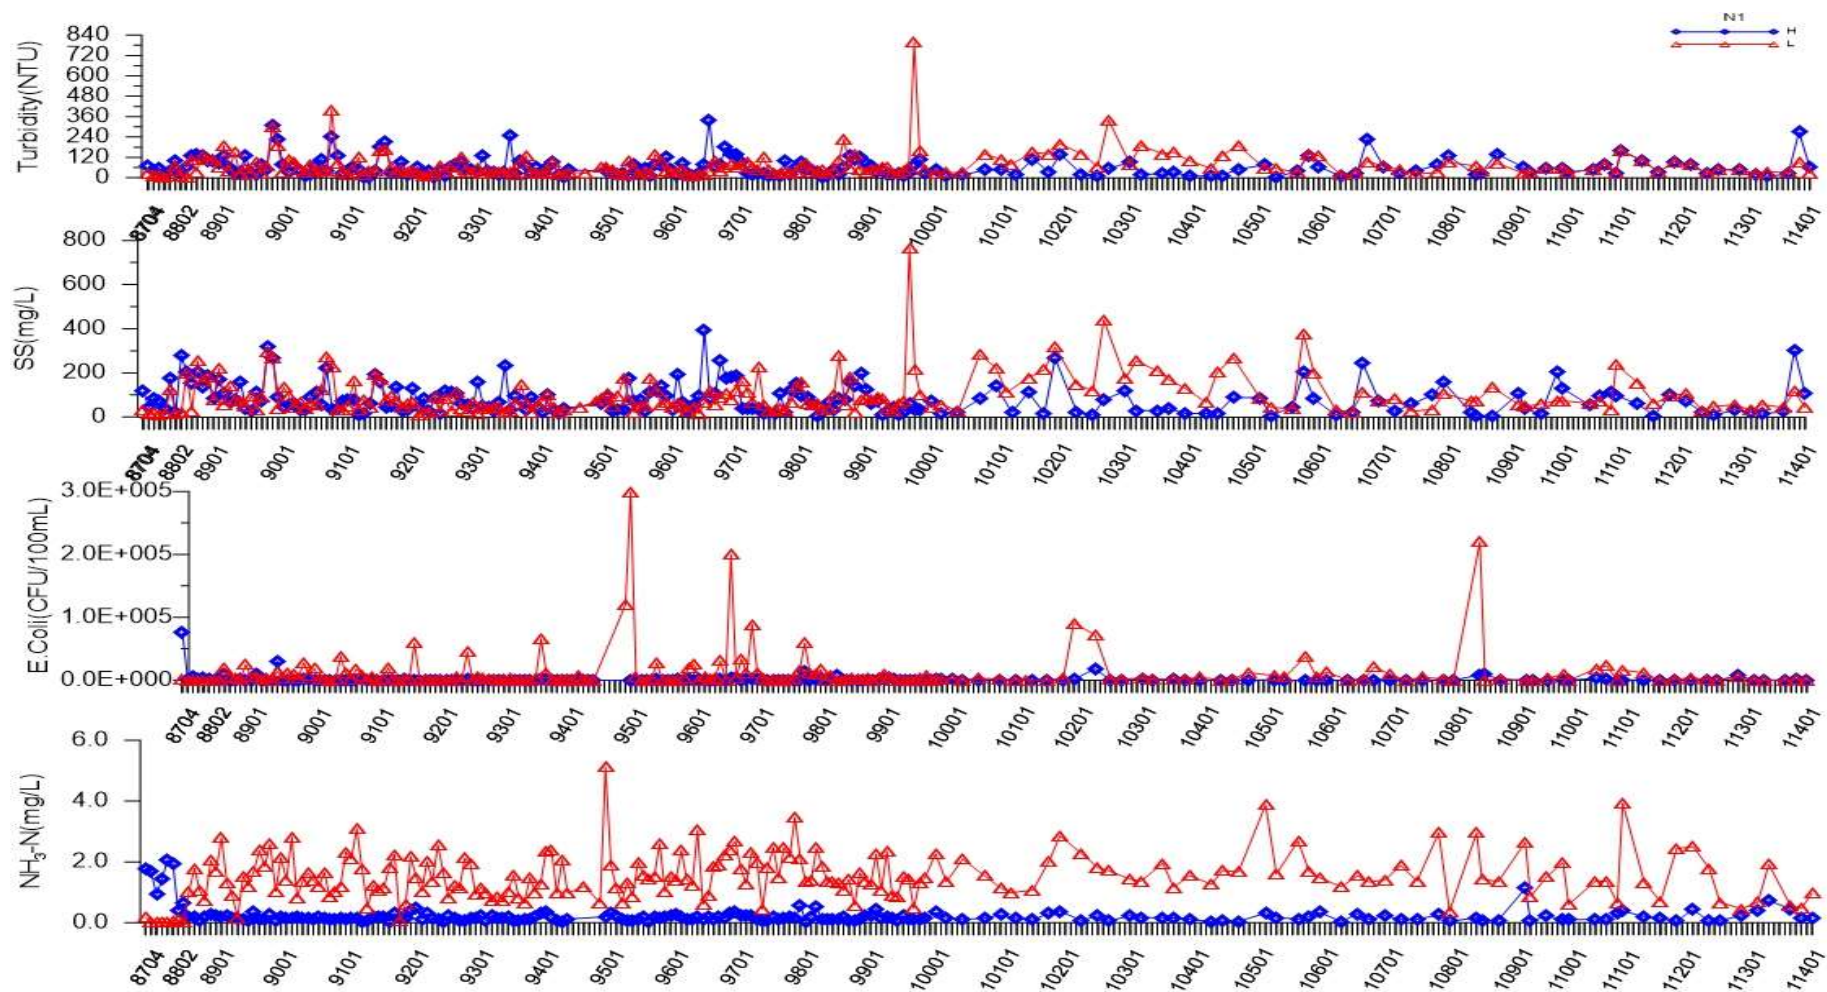 N1
H
L
Turbidity(NTU)
840
720
600
480
360
240
120
0
8704 8802 8901 9001 9101 9201 9301 9401 9501 9601 9701 9801 9901 10001 10101 10201 10301 10401 10501 10601 10701 10801 10901 11001 11101 11201 11301 11401
SS(mg/L)
800
600
400
200
0
8704 8802 8901 9001 9101 9201 9301 9401 9501 9601 9701 9801 9901 10001 10101 10201 10301 10401 10501 10601 10701 10801 10901 11001 11101 11201 11301 11401
E.Coli(CFU/100mL)
3.0E+005
2.0E+005
1.0E+005
0.0E+000
8704 8802 8901 9001 9101 9201 9301 9401 9501 9601 9701 9801 9901 10001 10101 10201 10301 10401 10501 10601 10701 10801 10901 11001 11101 11201 11301 11401
NH₃-N(mg/L)
6.0
4.0
2.0
0.0
8704 8802 8901 9001 9101 9201 9301 9401 9501 9601 9701 9801 9901 10001 10101 10201 10301 10401 10501 10601 10701 10801 10901 11001 11101 11201 11301 11401